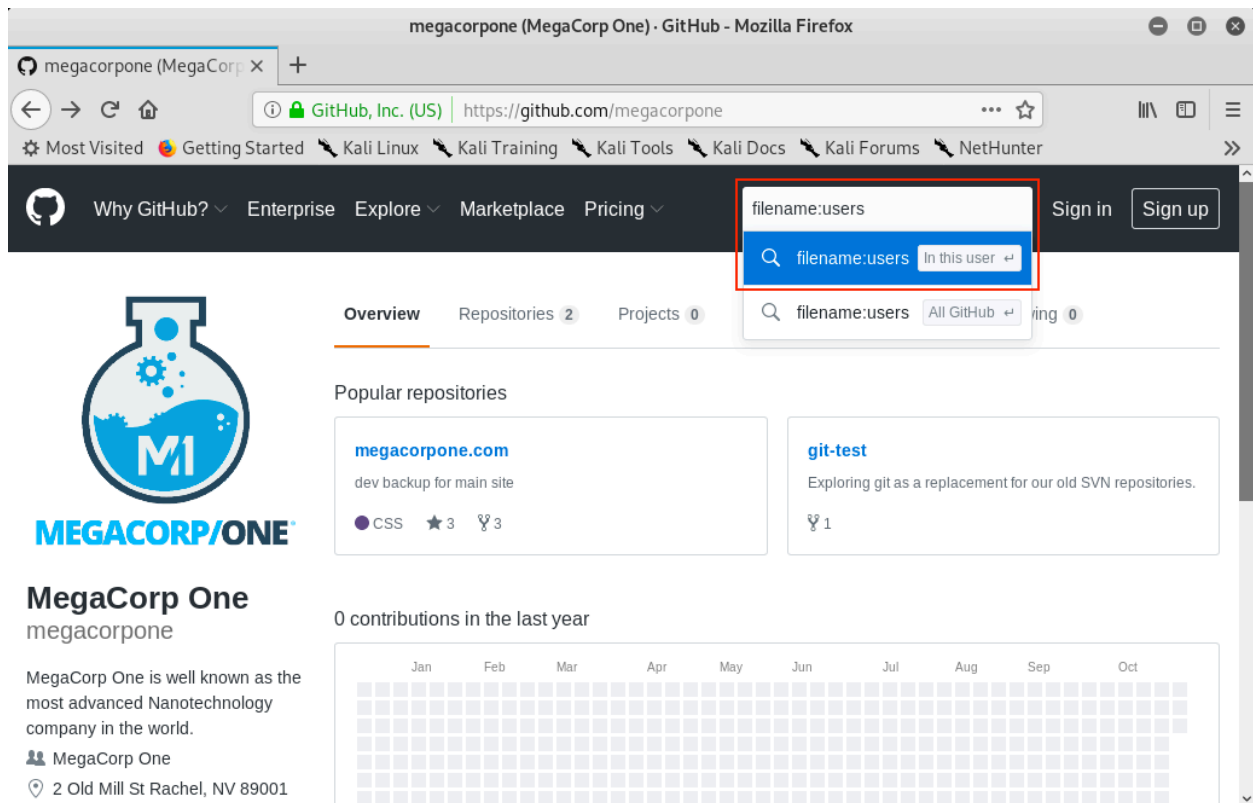 megacorpone (MegaCorp One) · GitHub - Mozilla Firefox
megacorpone (MegaCorp
GitHub, Inc. (US) https://github.com/megacorpone
Most Visited Getting Started Kali Linux Kali Training Kali Tools Kali Docs Kali Forums NetHunter
Why GitHub? Enterprise Explore Marketplace Pricing filename:users Sign in Sign up
filename:users In this user ↵
filename:users All GitHub ↵
Overview Repositories 2 Projects 0 ing 0
Popular repositories
megacorpone.com
dev backup for main site
CSS 3 3
git-test
Exploring git as a replacement for our old SVN repositories.
1
M1
MEGACORP/ONE
MegaCorp One
megacorpone
MegaCorp One is well known as the
most advanced Nanotechnology
company in the world.
MegaCorp One
2 Old Mill St Rachel, NV 89001
0 contributions in the last year
Jan Feb Mar Apr May Jun Jul Aug Sep Oct